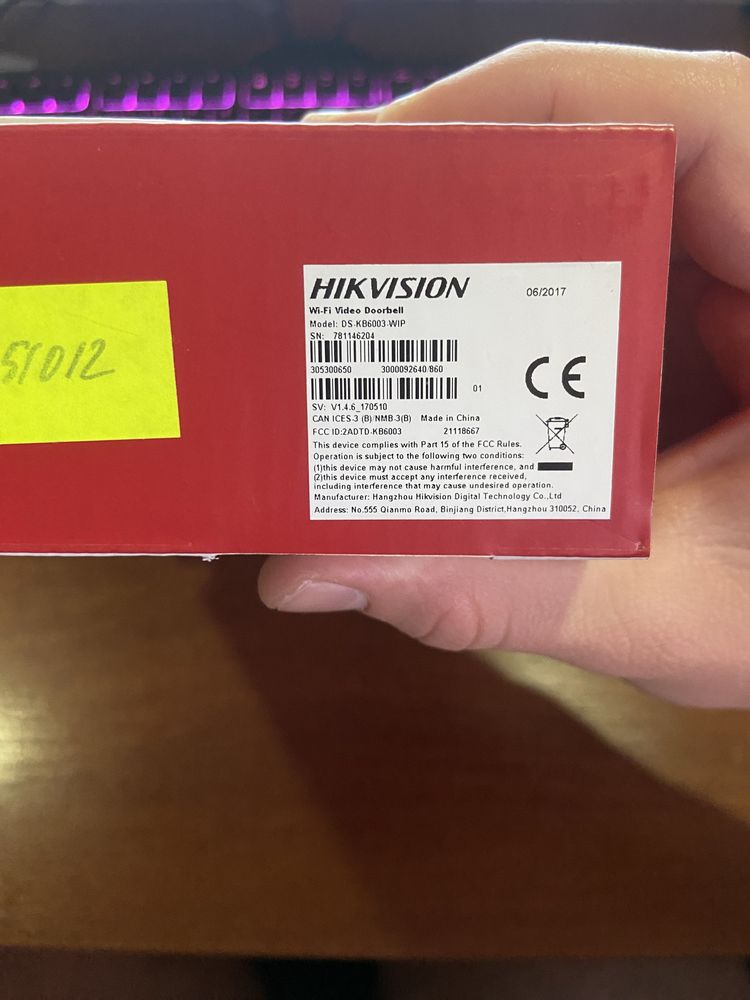 51012
HIKVISION
06/2017
Wi-Fi Video Doorbell
Model: DS-KB6003-WIP
SN: 781146204
305300650 3000092640/860
01
SV: V1.4.6_170510
CAN ICES-3 (B)/NMB-3(B) Made in China
FCC ID:2ADTD-KB6003 21118667
This device complies with Part 15 of the FCC Rules.
Operation is subject to the following two conditions:
(1)this device may not cause harmful interference, and
(2)this device must accept any interference received,
including interference that may cause undesired operation.
Manufacturer: Hangzhou Hikvision Digital Technology Co.,Ltd
Address: No.555 Qianmo Road, Binjiang District,Hangzhou 310052, China